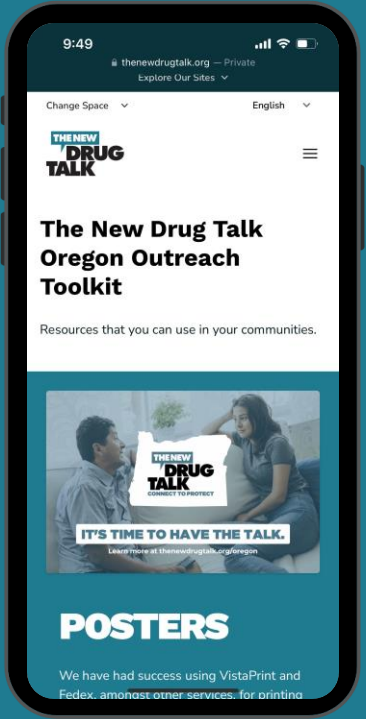 9:49
thenewdrugtalk.org — Private
Explore Our Sites
Change Space
English
THE NEW
DRUG
TALK
The New Drug Talk
Oregon Outreach
Toolkit
Resources that you can use in your communities.
THE NEW
DRUG
TALK
CONNECT TO PROTECT
IT'S TIME TO HAVE THE TALK.
Learn more at thenewdrugtalk.org/oregon
POSTERS
We have had success using VistaPrint and
Fedex, amongst other services, for printing